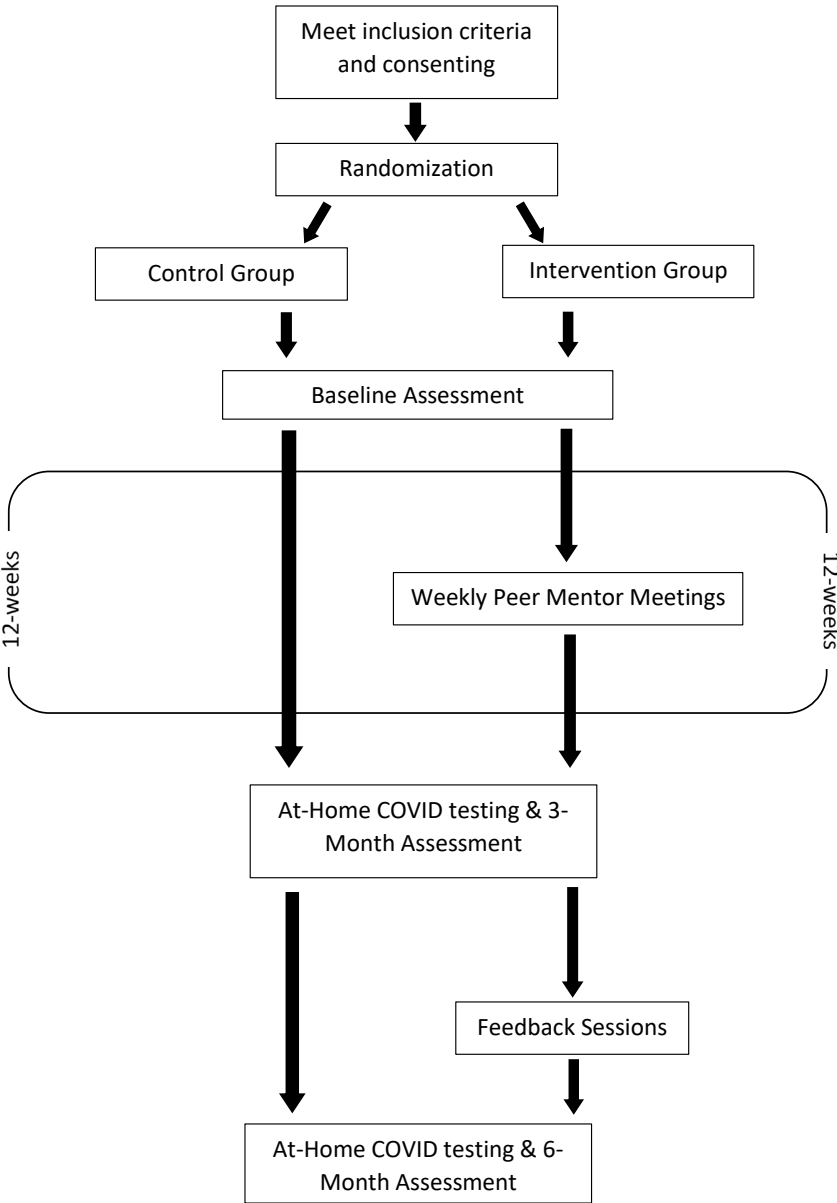 Meet inclusion criteria
and consenting
Randomization
Control Group
Intervention Group
Baseline Assessment
12-weeks
12-weeks
Weekly Peer Mentor Meetings
At-Home COVID testing & 3-
Month Assessment
Feedback Sessions
At-Home COVID testing & 6-
Month Assessment